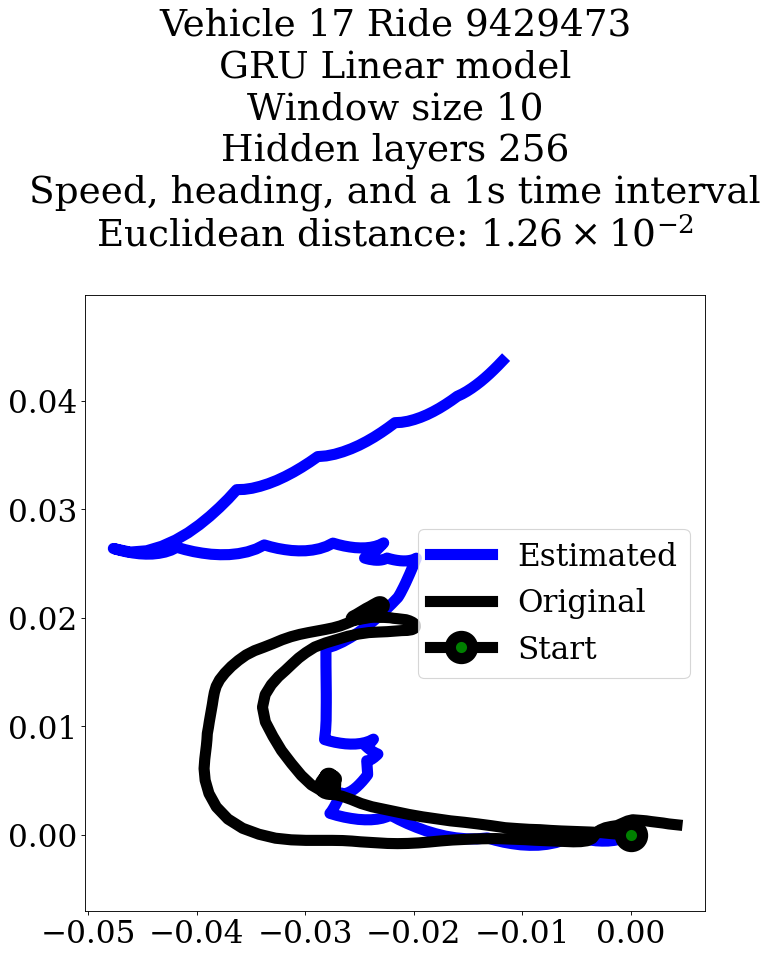 Vehicle 17 Ride 9429473
GRU Linear model
Window size 10
Hidden layers 256
Speed, heading, and a 1s time interval
Euclidean distance: 1.26 × 10⁻²
0.04
0.03
0.02
0.01
0.00
Estimated
Original
Start
−0.05 −0.04 −0.03 −0.02 −0.01 0.00